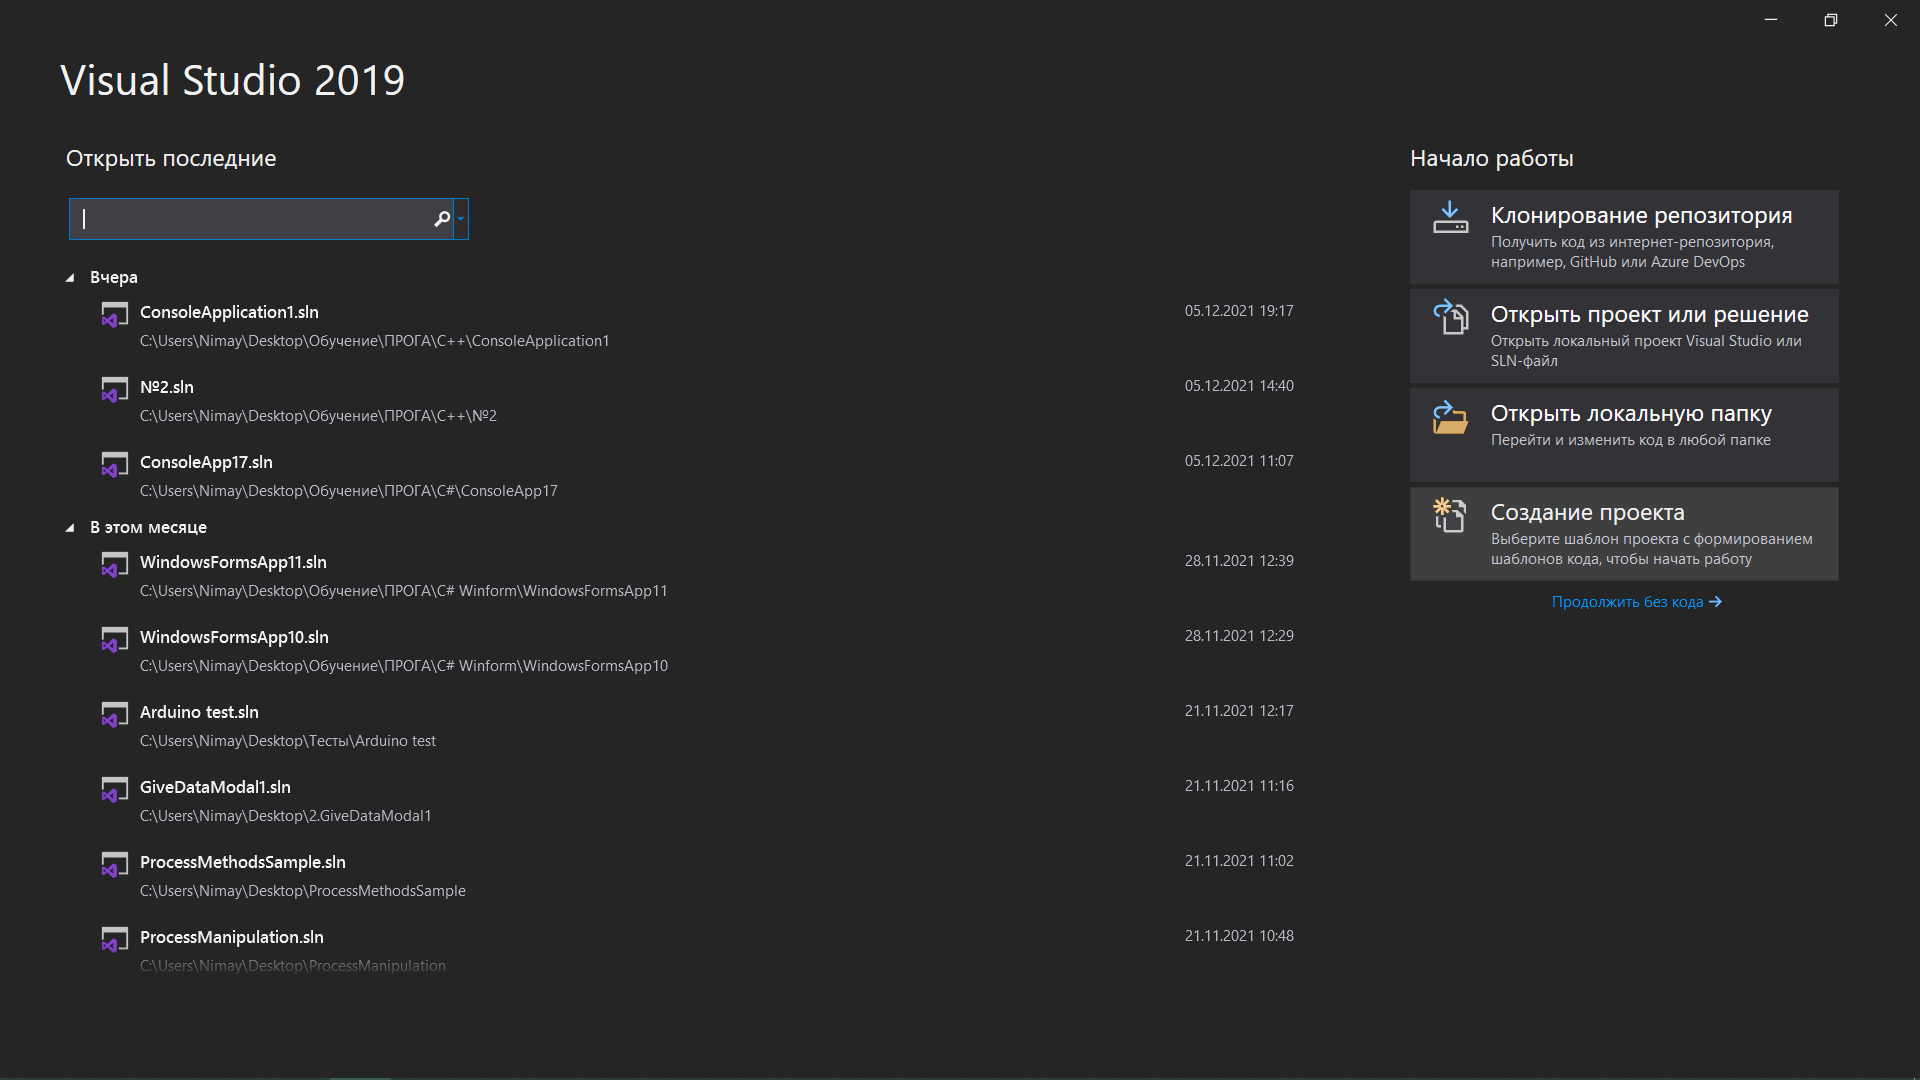 Visual Studio 2019
Открыть последние
Вчера
ConsoleApplication1.sln
05.12.2021 19:17
C:\Users\Nimay\Desktop\Обучение\ПРОГА\C++\ConsoleApplication1
№2.sln
05.12.2021 14:40
C:\Users\Nimay\Desktop\Обучение\ПРОГА\C++\№2
ConsoleApp17.sln
05.12.2021 11:07
C:\Users\Nimay\Desktop\Обучение\ПРОГА\C#\ConsoleApp17
В этом месяце
WindowsFormsApp11.sln
28.11.2021 12:39
C:\Users\Nimay\Desktop\Обучение\ПРОГА\C# Winform\WindowsFormsApp11
WindowsFormsApp10.sln
28.11.2021 12:29
C:\Users\Nimay\Desktop\Обучение\ПРОГА\C# Winform\WindowsFormsApp10
Arduino test.sln
21.11.2021 12:17
C:\Users\Nimay\Desktop\Тесты\Arduino test
GiveDataModal1.sln
21.11.2021 11:16
C:\Users\Nimay\Desktop\2.GiveDataModal1
ProcessMethodsSample.sln
21.11.2021 11:02
C:\Users\Nimay\Desktop\ProcessMethodsSample
ProcessManipulation.sln
21.11.2021 10:48
C:\Users\Nimay\Desktop\ProcessManipulation
Начало работы
Клонирование репозитория
Получить код из интернет-репозитория,
например, GitHub или Azure DevOps
Открыть проект или решение
Открыть локальный проект Visual Studio или
SLN-файл
Открыть локальную папку
Перейти и изменить код в любой папке
Создание проекта
Выберите шаблон проекта с формированием
шаблонов кода, чтобы начать работу
Продолжить без кода